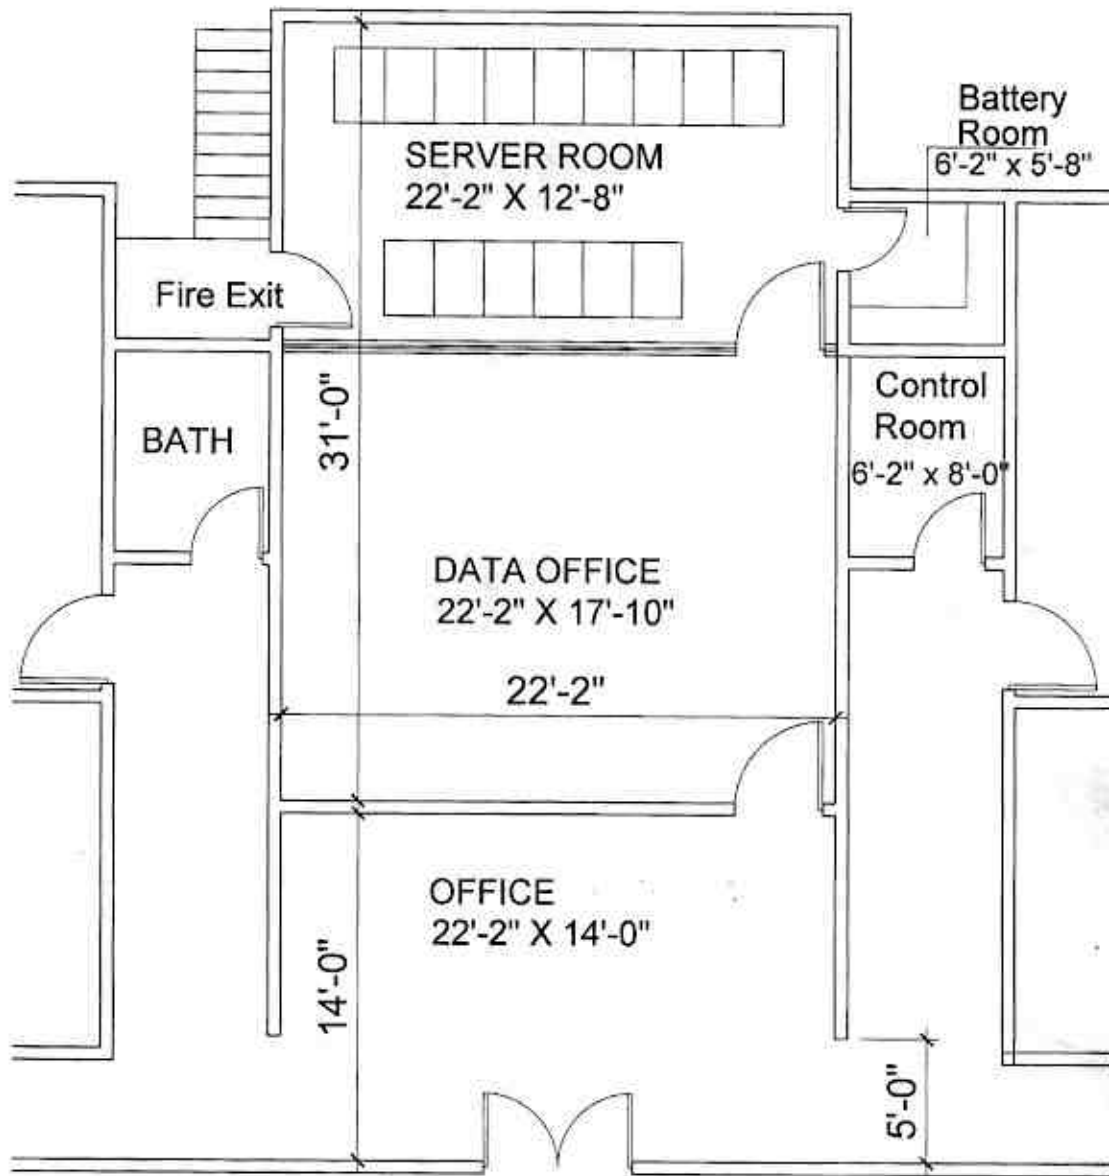 Battery
Room
6'-2" x 5'-8"
SERVER ROOM
22'-2" X 12'-8"
Fire Exit
31'-0"
BATH
Control
Room
6'-2" x 8'-0"
DATA OFFICE
22'-2" X 17'-10"
22'-2"
OFFICE
22'-2" X 14'-0"
14'-0"
5'-0"